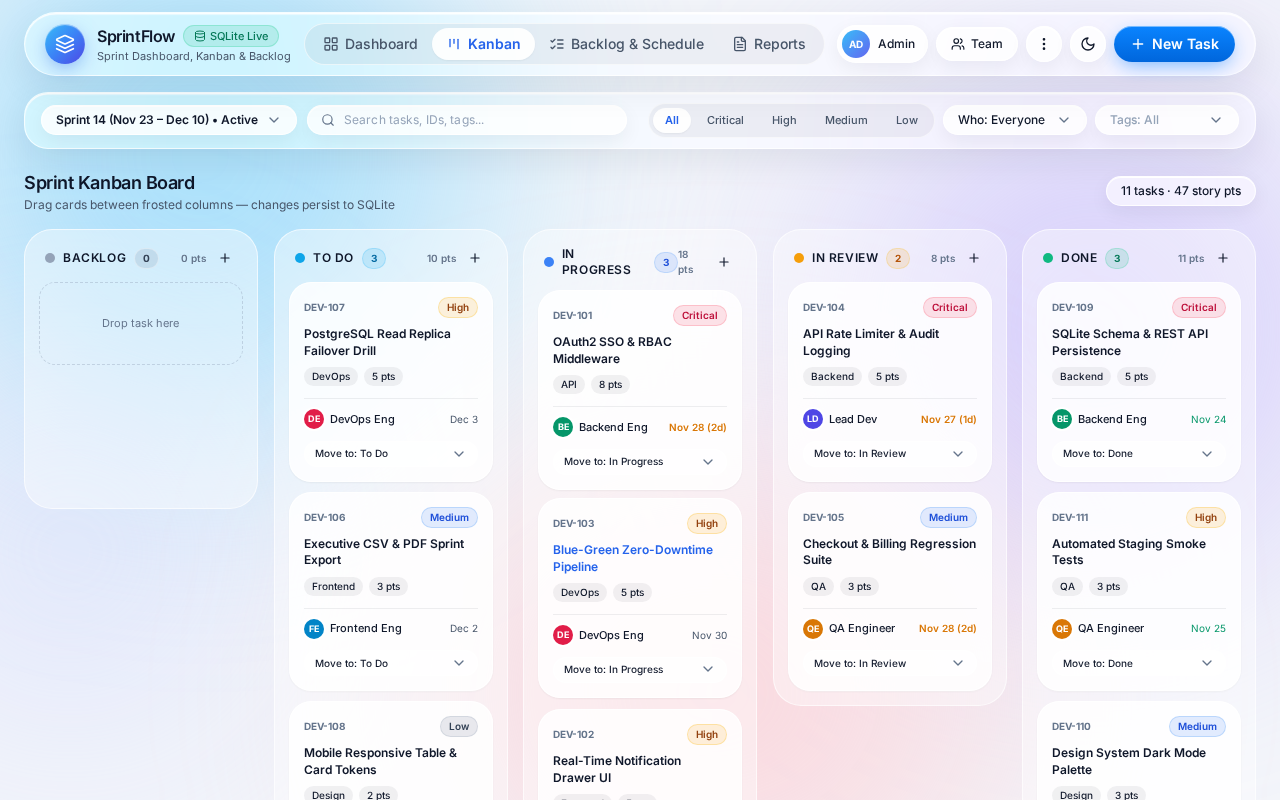 SprintFlow
SQLite Live
Sprint Dashboard, Kanban & Backlog
Dashboard
Kanban
Backlog & Schedule
Reports
AD
Admin
Team
New Task
Sprint 14 (Nov 23 – Dec 10) • Active
Search tasks, IDs, tags...
All
Critical
High
Medium
Low
Who: Everyone
Tags: All
Sprint Kanban Board
Drag cards between frosted columns — changes persist to SQLite
11 tasks · 47 story pts
BACKLOG
0
0 pts
Drop task here
TO DO
3
10 pts
DEV-107
High
PostgreSQL Read Replica
Failover Drill
DevOps
5 pts
DE
DevOps Eng
Dec 3
Move to: To Do
DEV-106
Medium
Executive CSV & PDF Sprint
Export
Frontend
3 pts
FE
Frontend Eng
Dec 2
Move to: To Do
DEV-108
Low
Mobile Responsive Table &
Card Tokens
Design
2 pts
IN
PROGRESS
3
18
pts
DEV-101
Critical
OAuth2 SSO & RBAC
Middleware
API
8 pts
BE
Backend Eng
Nov 28 (2d)
Move to: In Progress
DEV-103
High
Blue-Green Zero-Downtime
Pipeline
DevOps
5 pts
DE
DevOps Eng
Nov 30
Move to: In Progress
DEV-102
High
Real-Time Notification
Drawer UI
IN REVIEW
2
8 pts
DEV-104
Critical
API Rate Limiter & Audit
Logging
Backend
5 pts
LD
Lead Dev
Nov 27 (1d)
Move to: In Review
DEV-105
Medium
Checkout & Billing Regression
Suite
QA
3 pts
QE
QA Engineer
Nov 28 (2d)
Move to: In Review
DONE
3
11 pts
DEV-109
Critical
SQLite Schema & REST API
Persistence
Backend
5 pts
BE
Backend Eng
Nov 24
Move to: Done
DEV-111
High
Automated Staging Smoke
Tests
QA
3 pts
QE
QA Engineer
Nov 25
Move to: Done
DEV-110
Medium
Design System Dark Mode
Palette
Design
3 pts